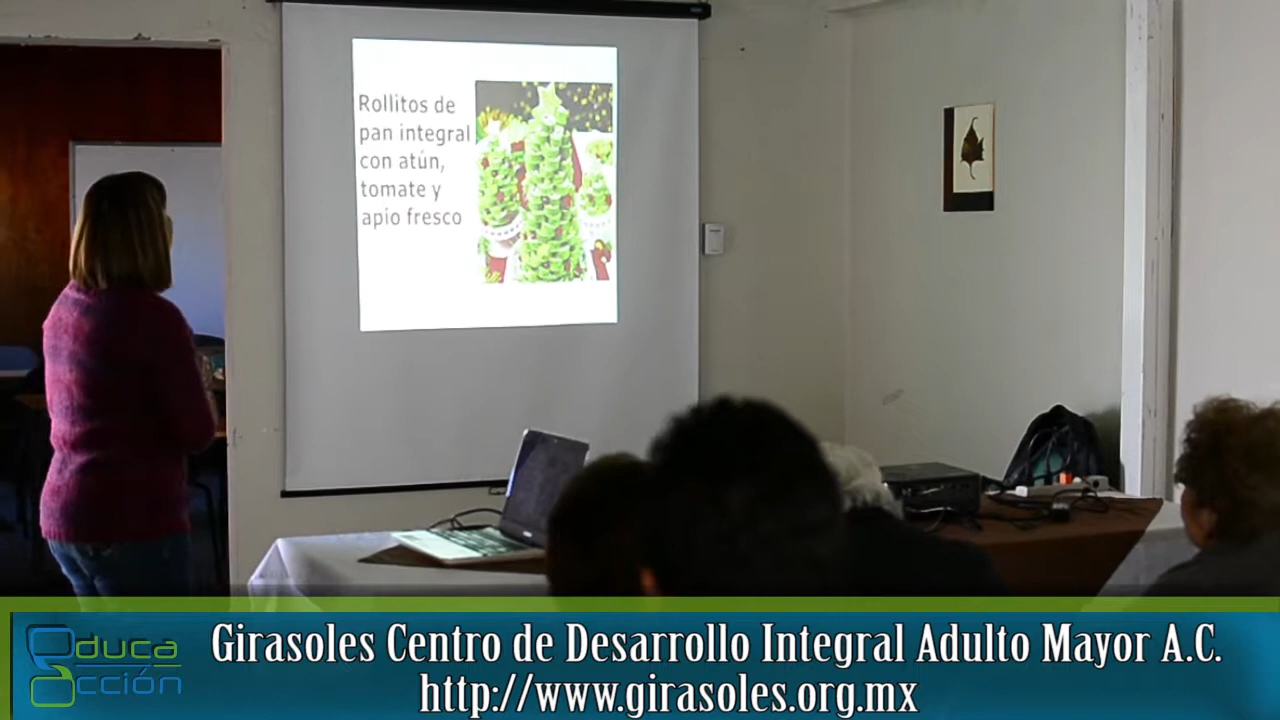 Rollitos de
pan integral
con atún,
tomate y
apio fresco
Educa
Acción
Girasoles Centro de Desarrollo Integral Adulto Mayor A.C.
http://www.girasoles.org.mx